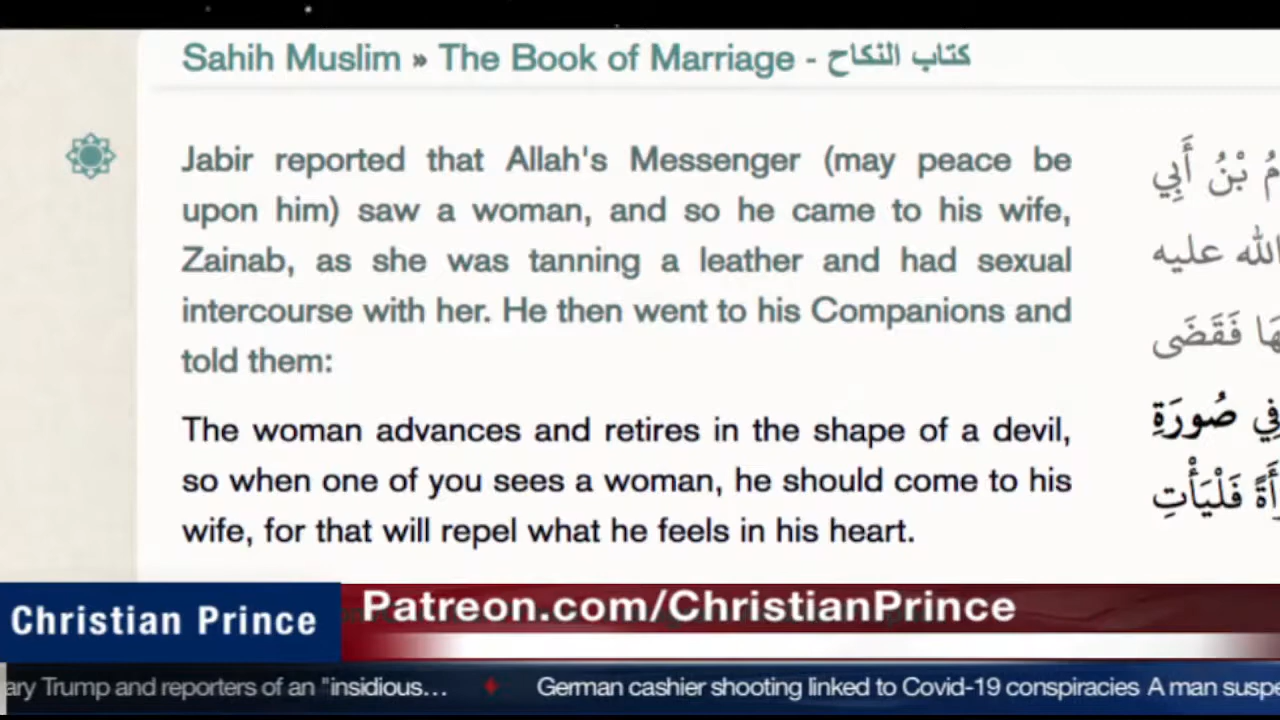 Sahih Muslim » The Book of Marriage - كتاب النكاح
Jabir reported that Allah's Messenger (may peace be
upon him) saw a woman, and so he came to his wife,
Zainab, as she was tanning a leather and had sexual
intercourse with her. He then went to his Companions and
told them:
The woman advances and retires in the shape of a devil,
so when one of you sees a woman, he should come to his
wife, for that will repel what he feels in his heart.
مُ بْنُ أَبِي
الله عليه
هَا فَقَضَى
فِي صُورَةِ
فَلْيَأْتِ
Christian Prince
Patreon.com/ChristianPrince
Trump and reporters of an "insidious... ♦ German cashier shooting linked to Covid-19 conspiracies A man